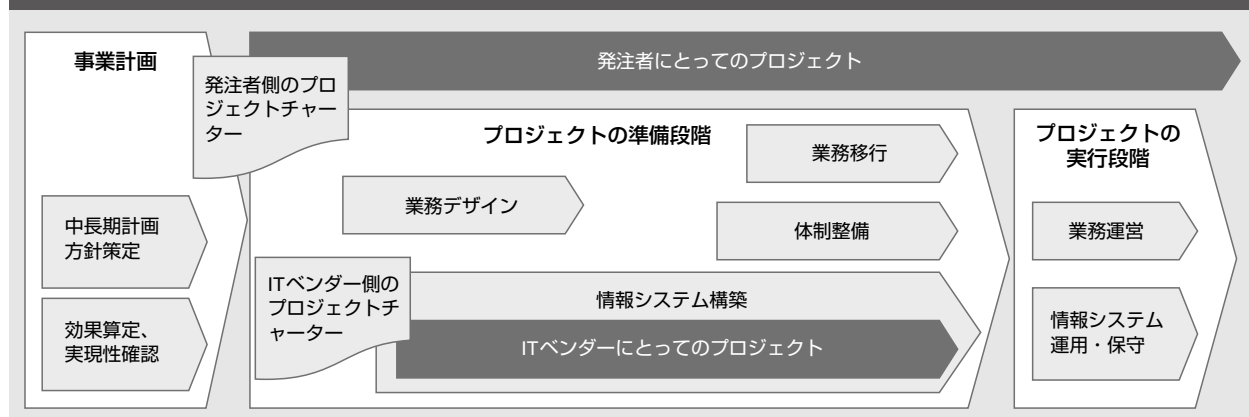 事業計画
発注者にとってのプロジェクト
発注者側のプロ
ジェクトチャー
ター
プロジェクトの準備段階
業務移行
業務デザイン
体制整備
中長期計画
方針策定
効果算定、
実現性確認
ITベンダー側の
プロジェクトチ
ャーター
情報システム構築
ITベンダーにとってのプロジェクト
プロジェクトの
実行段階
業務運営
情報システム
運用・保守